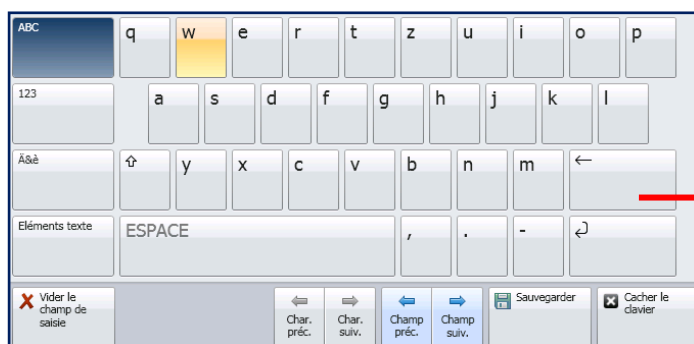 ABC q w e r t z u i o p
123 a s d f g h j k l
Äâè ⇧ y x c v b n m ←
Eléments texte ESPACE , . - ⤶
Vider le champ de saisie
Char. préc.
Char. suiv.
Champ préc.
Champ suiv.
Sauvegarder
Cacher le clavier